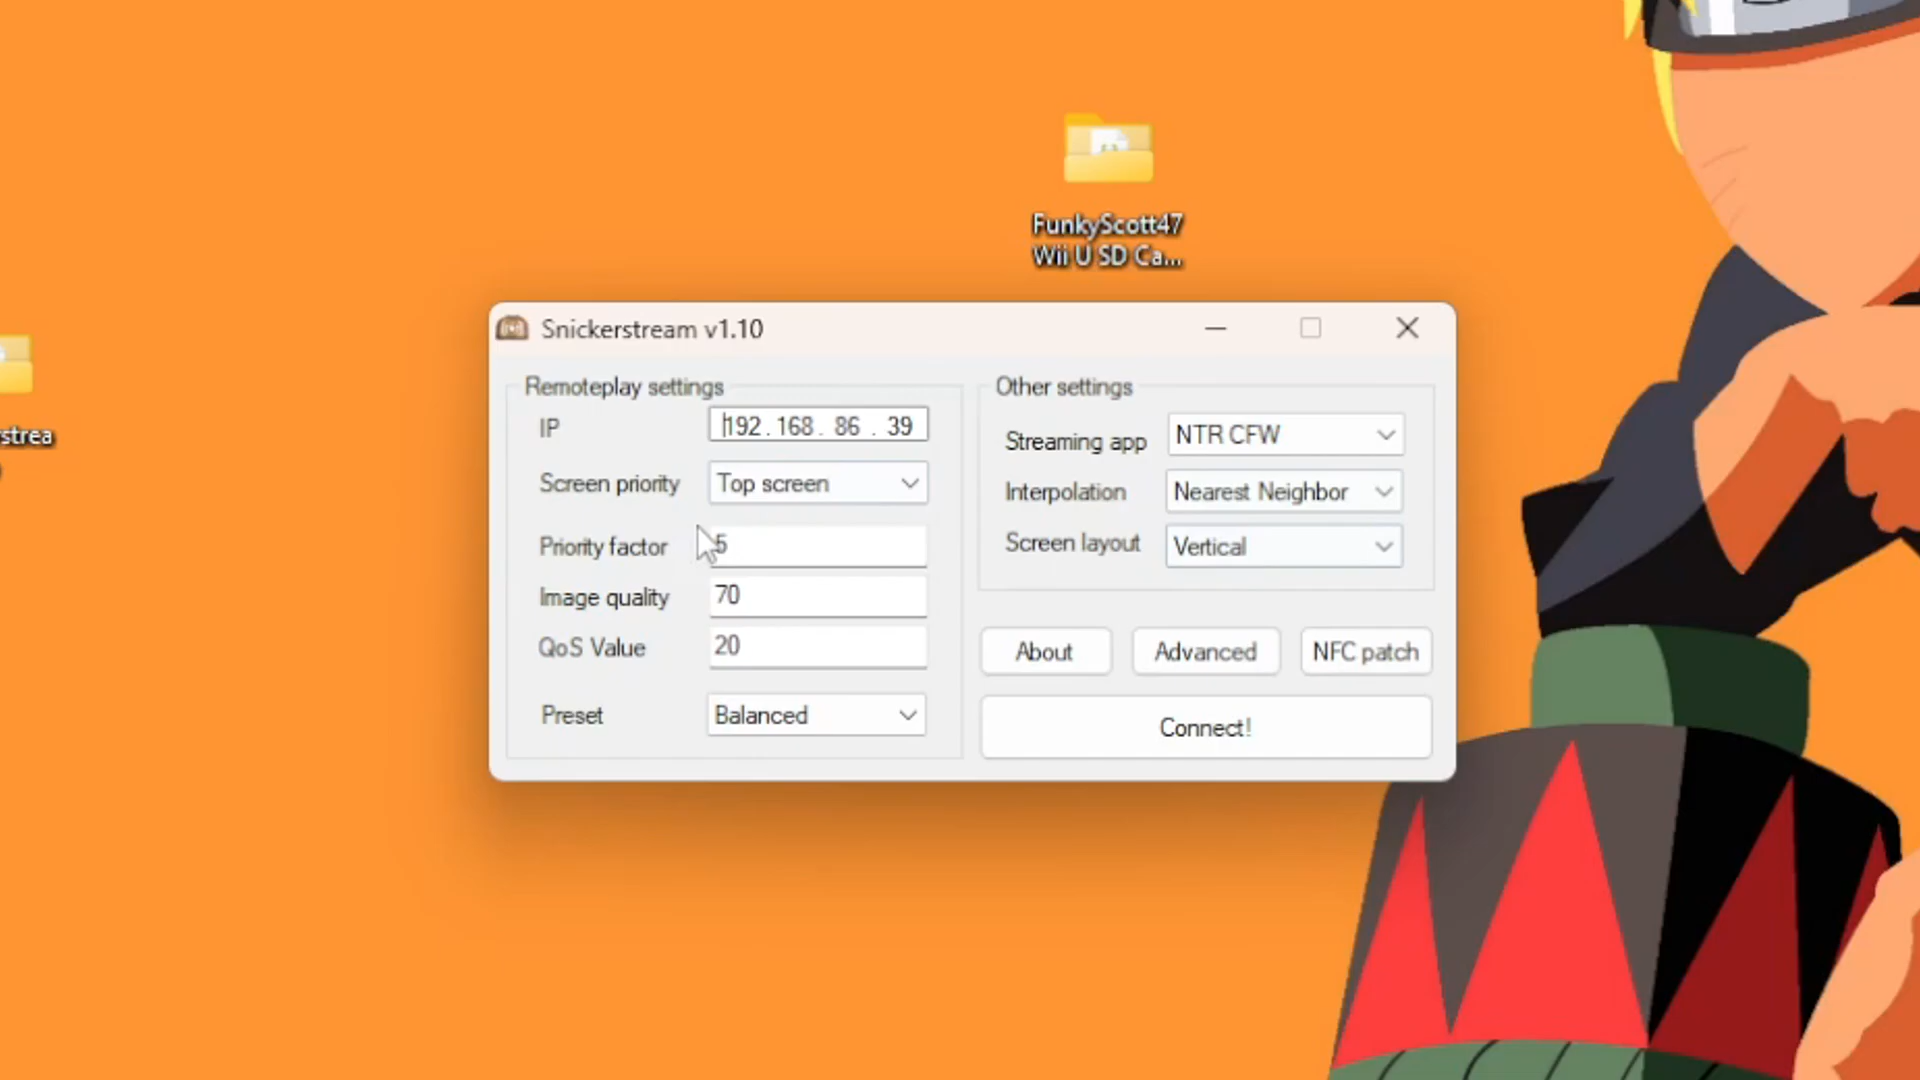 FunkyScott47
Wii U SD Ca...
strea
Snickerstream v1.10
Remoteplay settings
IP
192 . 168 . 86 . 39
Screen priority
Top screen
Priority factor
5
Image quality
70
QoS Value
20
Preset
Balanced
Other settings
Streaming app
NTR CFW
Interpolation
Nearest Neighbor
Screen layout
Vertical
About
Advanced
NFC patch
Connect!